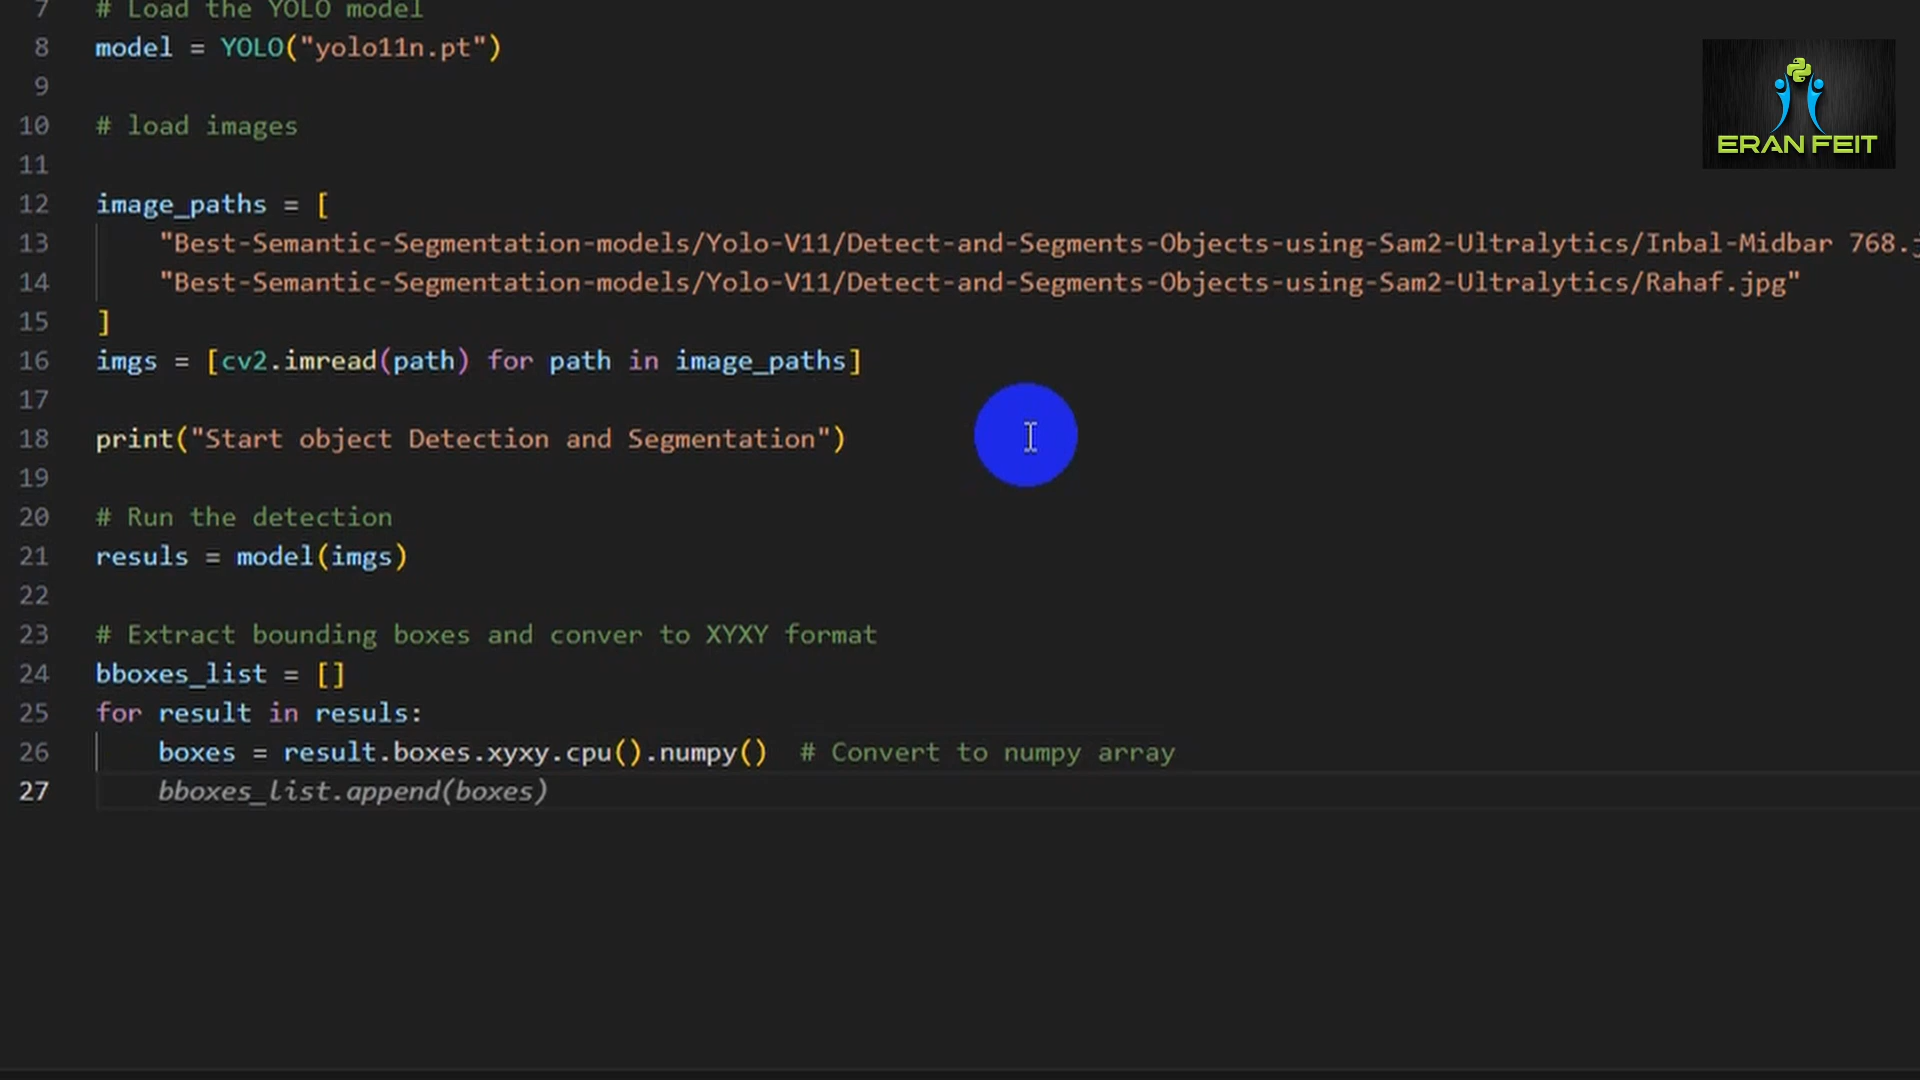 7 # Load the YOLO model
8 model = YOLO("yolo11n.pt")
9
10 # load images
11
12 image_paths = [
13 "Best-Semantic-Segmentation-models/Yolo-V11/Detect-and-Segments-Objects-using-Sam2-Ultralytics/Inbal-Midbar 768.j
14 "Best-Semantic-Segmentation-models/Yolo-V11/Detect-and-Segments-Objects-using-Sam2-Ultralytics/Rahaf.jpg"
15 ]
16 imgs = [cv2.imread(path) for path in image_paths]
17
18 print("Start object Detection and Segmentation")
19
20 # Run the detection
21 resuls = model(imgs)
22
23 # Extract bounding boxes and conver to XYXY format
24 bboxes_list = []
25 for result in resuls:
26 boxes = result.boxes.xyxy.cpu().numpy() # Convert to numpy array
27 bboxes_list.append(boxes)
ERAN FEIT